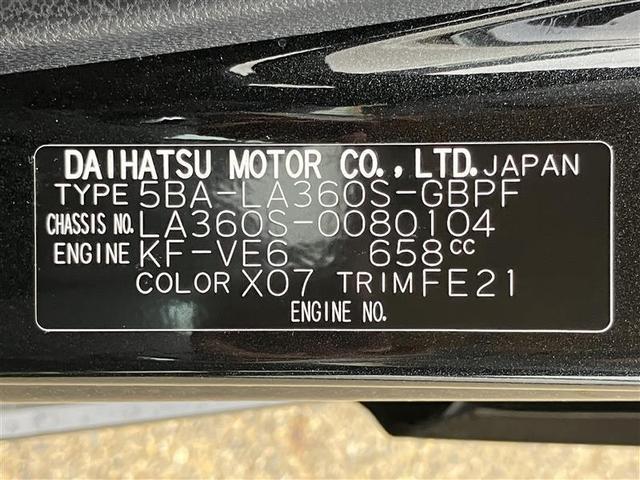 DAIHATSU MOTOR CO., LTD. JAPAN
TYPE 5BA-LA360S-GBPF
CHASSIS NO. LA360S-0080104
ENGINE KF-VE6 658cc
COLOR X07 TRIM FE21
ENGINE NO.